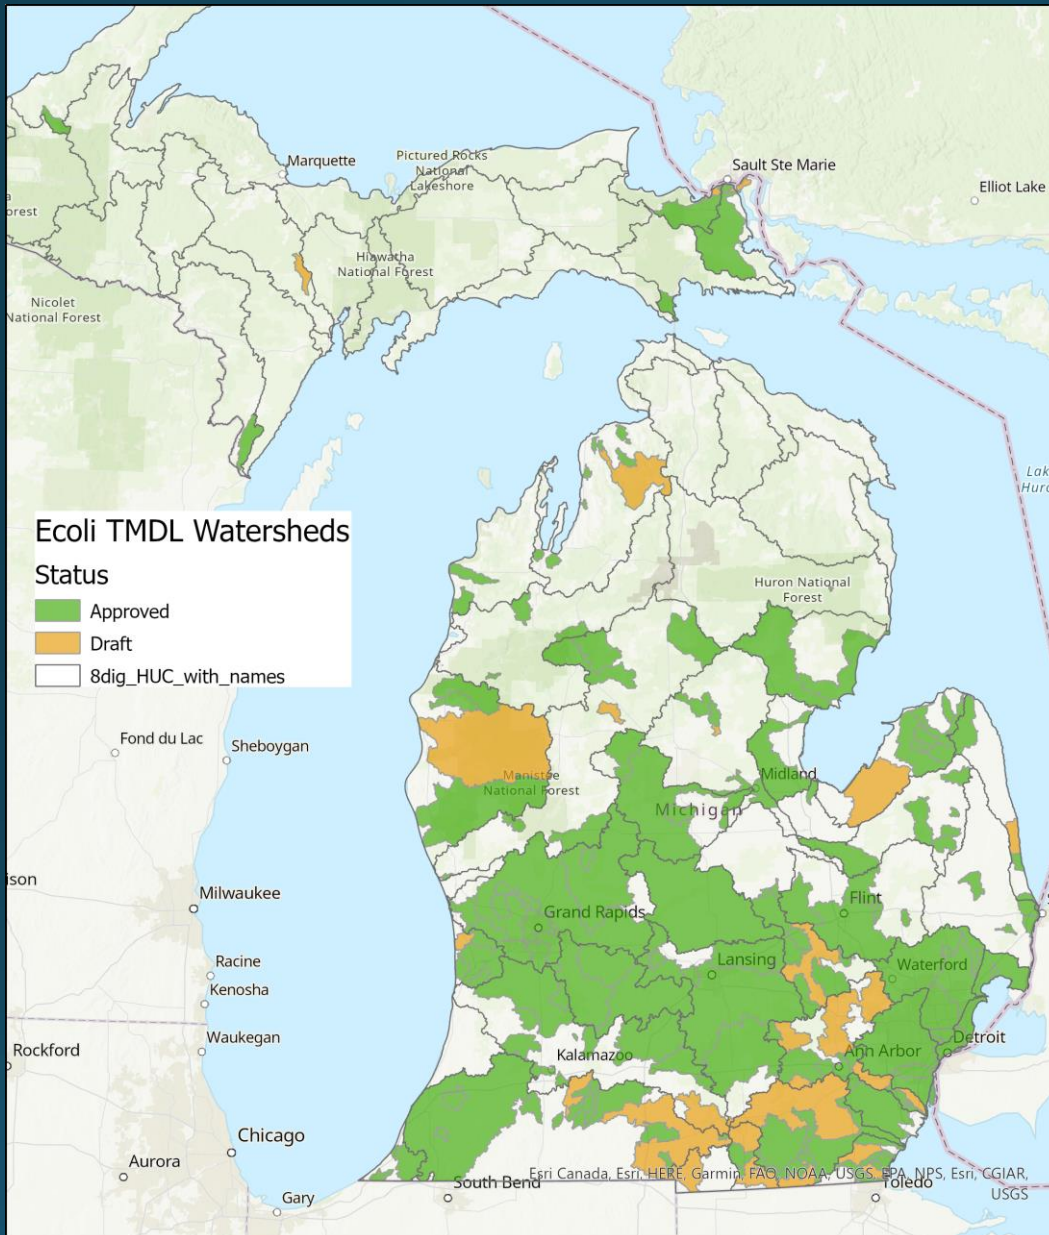 Marquette
Pictured Rocks
National
Lakeshore
Sault Ste Marie
Elliot Lake
orest
Hiawatha
National Forest
Nicolet
National Forest
Ecoli TMDL Watersheds
Status
Approved
Draft
8dig_HUC_with_names
Huron National
Forest
Fond du Lac
Sheboygan
Manistee
National Forest
Midland
Michigan
ison
Milwaukee
Grand Rapids
Flint
Racine
Kenosha
Lansing
Waterford
Waukegan
Rockford
Kalamazoo
Ann Arbor
Detroit
Chicago
Aurora
Gary
South Bend
Toledo
Esri Canada, Esri, HERE, Garmin, FAO, NOAA, USGS, EPA, NPS, Esri, CGIAR,
USGS